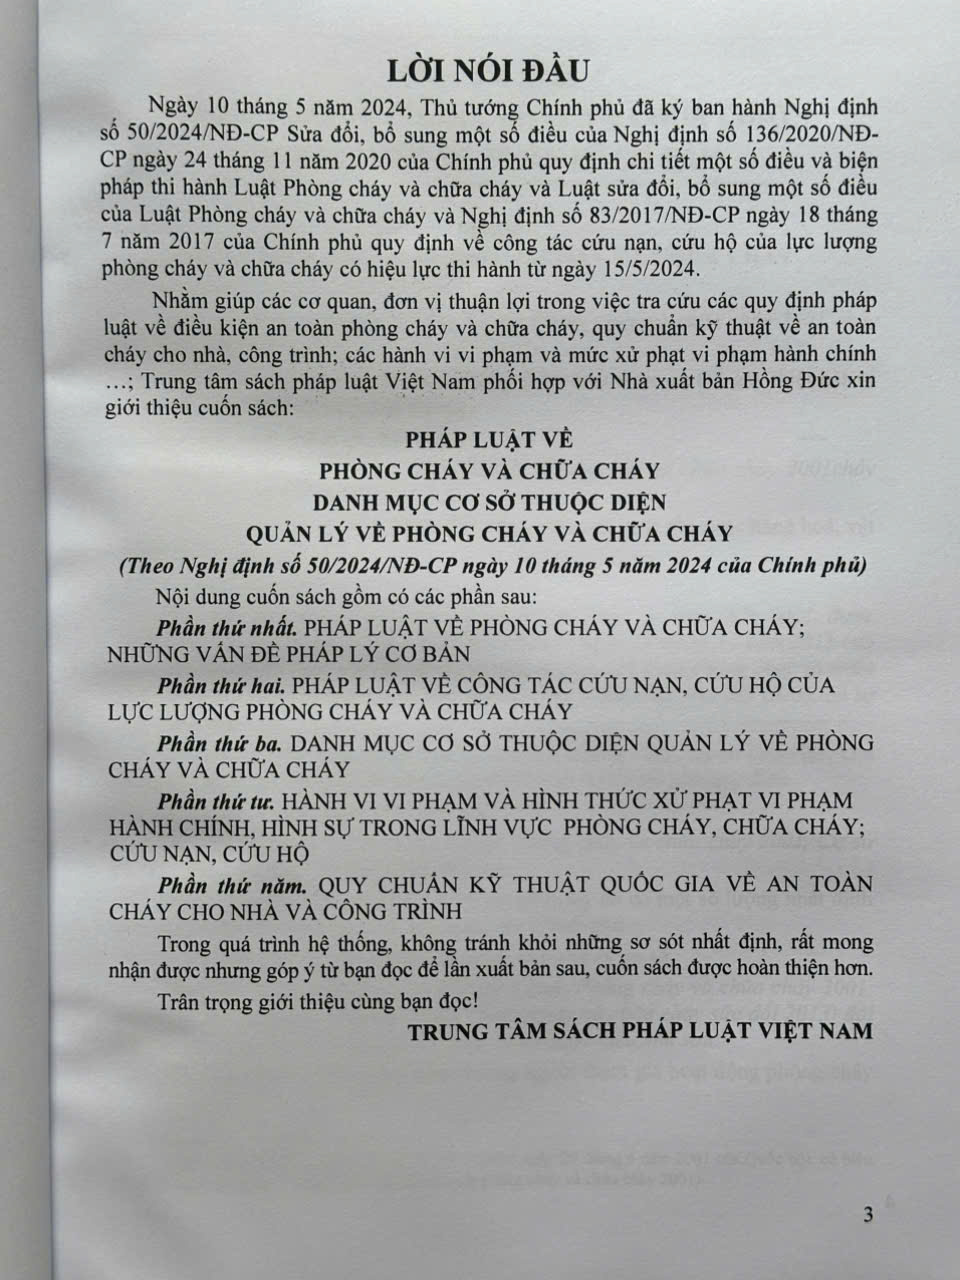 LỜI NÓI ĐẦU
Ngày 10 tháng 5 năm 2024, Thủ tướng Chính phủ đã ký ban hành Nghị định
số 50/2024/NĐ-CP Sửa đổi, bổ sung một số điều của Nghị định số 136/2020/NĐ-
CP ngày 24 tháng 11 năm 2020 của Chính phủ quy định chi tiết một số điều và biện
pháp thi hành Luật Phòng cháy và chữa cháy và Luật sửa đổi, bổ sung một số điều
của Luật Phòng cháy và chữa cháy và Nghị định số 83/2017/NĐ-CP ngày 18 tháng
7 năm 2017 của Chính phủ quy định về công tác cứu nạn, cứu hộ của lực lượng
phòng cháy và chữa cháy có hiệu lực thi hành từ ngày 15/5/2024.
Nhằm giúp các cơ quan, đơn vị thuận lợi trong việc tra cứu các quy định pháp
luật về điều kiện an toàn phòng cháy và chữa cháy, quy chuẩn kỹ thuật về an toàn
cháy cho nhà, công trình; các hành vi vi phạm và mức xử phạt vi phạm hành chính
…; Trung tâm sách pháp luật Việt Nam phối hợp với Nhà xuất bản Hồng Đức xin
giới thiệu cuốn sách:
PHÁP LUẬT VỀ
PHÒNG CHÁY VÀ CHỮA CHÁY
DANH MỤC CƠ SỞ THUỘC DIỆN
QUẢN LÝ VỀ PHÒNG CHÁY VÀ CHỮA CHÁY
(Theo Nghị định số 50/2024/NĐ-CP ngày 10 tháng 5 năm 2024 của Chính phủ)
Nội dung cuốn sách gồm có các phần sau:
Phần thứ nhất. PHÁP LUẬT VỀ PHÒNG CHÁY VÀ CHỮA CHÁY;
NHỮNG VẤN ĐỀ PHÁP LÝ CƠ BẢN
Phần thứ hai. PHÁP LUẬT VỀ CÔNG TÁC CỨU NẠN, CỨU HỘ CỦA
LỰC LƯỢNG PHÒNG CHÁY VÀ CHỮA CHÁY
Phần thứ ba. DANH MỤC CƠ SỞ THUỘC DIỆN QUẢN LÝ VỀ PHÒNG
CHÁY VÀ CHỮA CHÁY
Phần thứ tư. HÀNH VI VI PHẠM VÀ HÌNH THỨC XỬ PHẠT VI PHẠM
HÀNH CHÍNH, HÌNH SỰ TRONG LĨNH VỰC PHÒNG CHÁY, CHỮA CHÁY;
CỨU NẠN, CỨU HỘ
Phần thứ năm. QUY CHUẨN KỸ THUẬT QUỐC GIA VỀ AN TOÀN
CHÁY CHO NHÀ VÀ CÔNG TRÌNH
Trong quá trình hệ thống, không tránh khỏi những sơ sót nhất định, rất mong
nhận được nhưng góp ý từ bạn đọc để lần xuất bản sau, cuốn sách được hoàn thiện hơn.
Trân trọng giới thiệu cùng bạn đọc!
TRUNG TÂM SÁCH PHÁP LUẬT VIỆT NAM
3